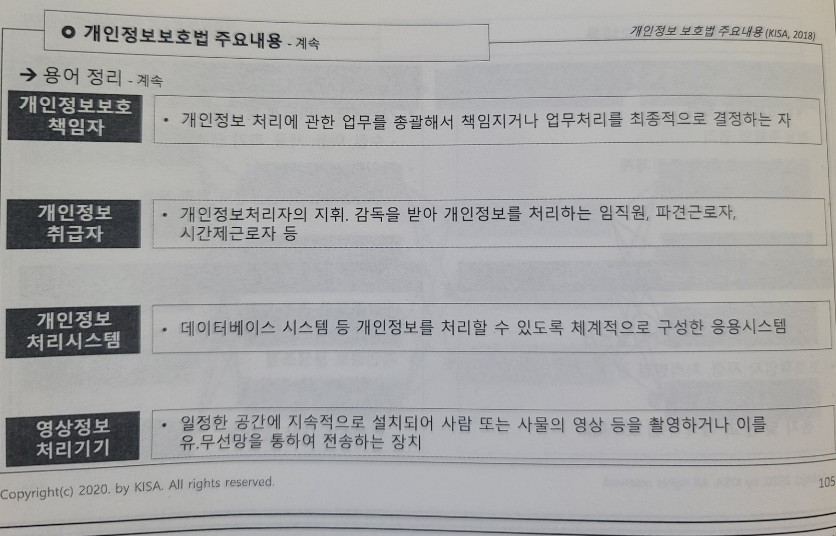 개인정보보호법 주요내용 - 계속
개인정보 보호법 주요내용 (KISA, 2018)
→ 용어 정리 - 계속
개인정보보호
책임자
• 개인정보 처리에 관한 업무를 총괄해서 책임지거나 업무처리를 최종적으로 결정하는 자
개인정보
취급자
• 개인정보처리자의 지휘. 감독을 받아 개인정보를 처리하는 임직원, 파견근로자,
시간제근로자 등
개인정보
처리시스템
• 데이터베이스 시스템 등 개인정보를 처리할 수 있도록 체계적으로 구성한 응용시스템
영상정보
처리기기
• 일정한 공간에 지속적으로 설치되어 사람 또는 사물의 영상 등을 촬영하거나 이를
유.무선망을 통하여 전송하는 장치
Copyright(c) 2020. by KISA. All rights reserved.
105